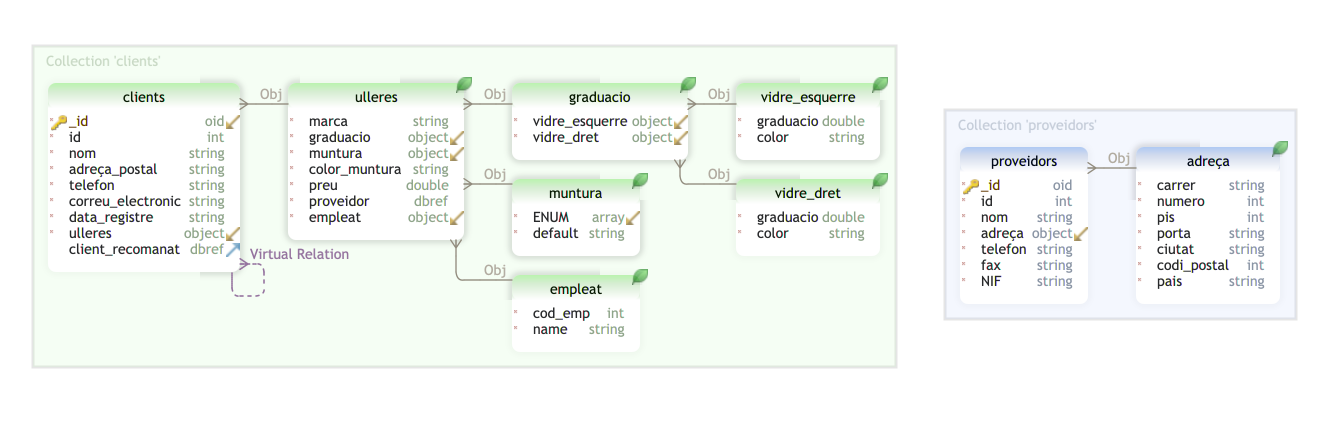 Collection 'clients'
clients
_id oid
id int
nom string
adreça_postal string
telefon string
correu_electronic string
data_registre string
ulleres object
client_recomanat dbref
Virtual Relation
Obj
ulleres
marca string
graduacio object
muntura object
color_muntura string
preu double
proveidor dbref
empleat object
Obj
graduacio
vidre_esquerre object
vidre_dret object
Obj
vidre_esquerre
graduacio double
color string
Obj
muntura
ENUM array
default string
Obj
vidre_dret
graduacio double
color string
Obj
empleat
cod_emp int
name string
Collection 'proveidors'
proveidors
_id oid
id int
nom string
adreça object
telefon string
fax string
NIF string
Obj
adreça
carrer string
numero int
pis int
porta string
ciutat string
codi_postal int
pais string